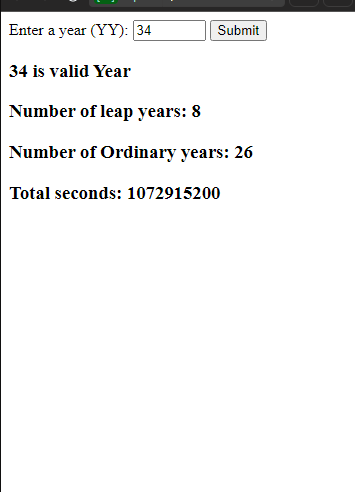 Enter a year (YY): 34 Submit
34 is valid Year
Number of leap years: 8
Number of Ordinary years: 26
Total seconds: 1072915200